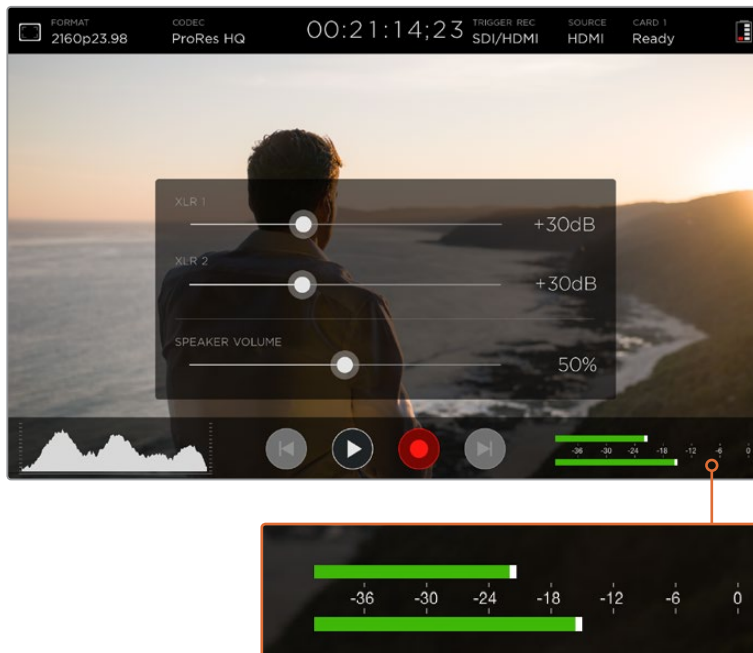 FORMAT
2160p23.98
CODEC
ProRes HQ
00:21:14;23
TRIGGER REC
SDI/HDMI
SOURCE
HDMI
CARD 1
Ready
XLR 1
+30dB
XLR 2
+30dB
SPEAKER VOLUME
50%
-36 -30 -24 -18 -12 -6 0
-36 -30 -24 -18 -12 -6 0